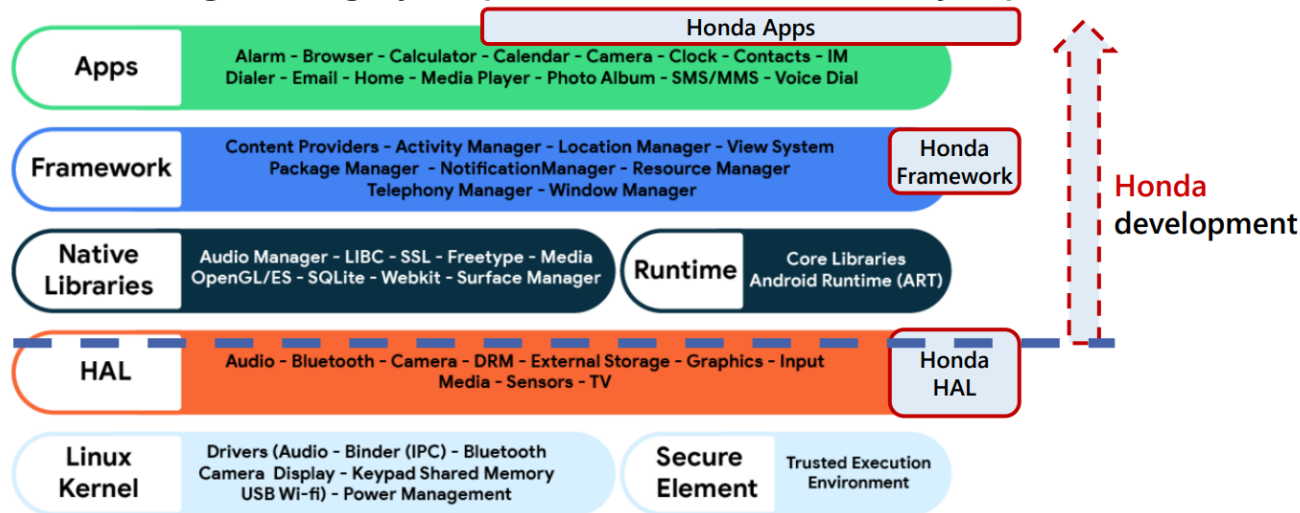 Honda Apps
Apps
Alarm - Browser - Calculator - Calendar - Camera - Clock - Contacts - IM
Dialer - Email - Home - Media Player - Photo Album - SMS/MMS - Voice Dial
Framework
Content Providers - Activity Manager - Location Manager - View System
Package Manager - NotificationManager - Resource Manager
Telephony Manager - Window Manager
Honda
Framework
Honda
development
Native
Libraries
Audio Manager - LIBC - SSL - Freetype - Media
OpenGL/ES - SQLite - Webkit - Surface Manager
Runtime
Core Libraries
Android Runtime (ART)
HAL
Audio - Bluetooth - Camera - DRM - External Storage - Graphics - Input
Media - Sensors - TV
Honda
HAL
Linux
Kernel
Drivers (Audio - Binder (IPC) - Bluetooth
Camera Display - Keypad Shared Memory
USB Wi-fi) - Power Management
Secure
Element
Trusted Execution
Environment